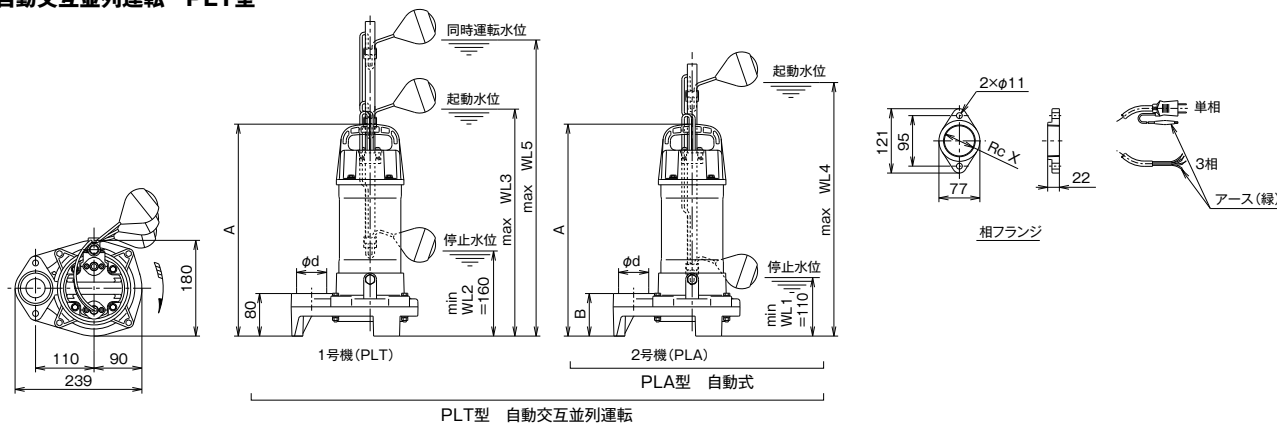 自動交互並列運転 PLT型
同時運転水位
起動水位
停止水位
A
φd
80
min
WL2
=160
max WL3
max WL5
1号機(PLT)
起動水位
停止水位
A
φd
B
min
WL1
=110
max WL4
2号機(PLA)
PLA型 自動式
PLT型 自動交互並列運転
180
110
90
239
2×φ11
121
95
Rc X
77
22
相フランジ
単相
3相
アース(緑)